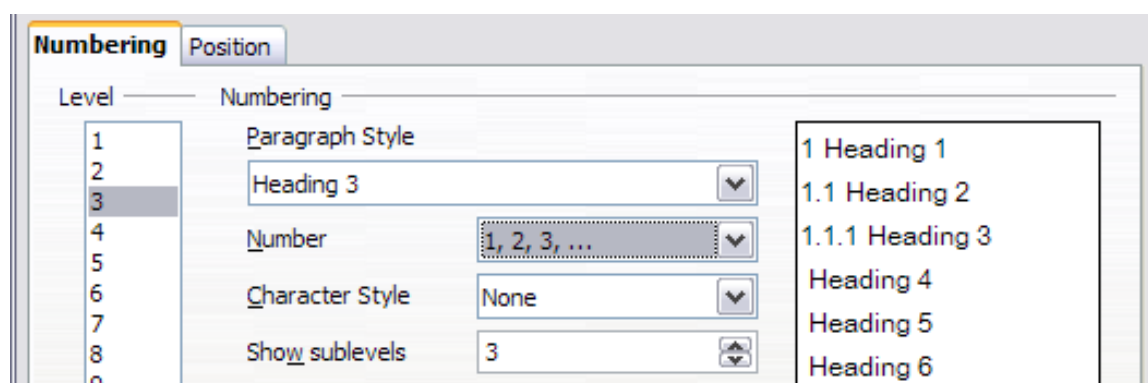 Numbering Position
Level Numbering
1
2
3
4
5
6
7
8
Paragraph Style
Heading 3
Number 1, 2, 3, ...
Character Style None
Show sublevels 3
1 Heading 1
1.1 Heading 2
1.1.1 Heading 3
Heading 4
Heading 5
Heading 6